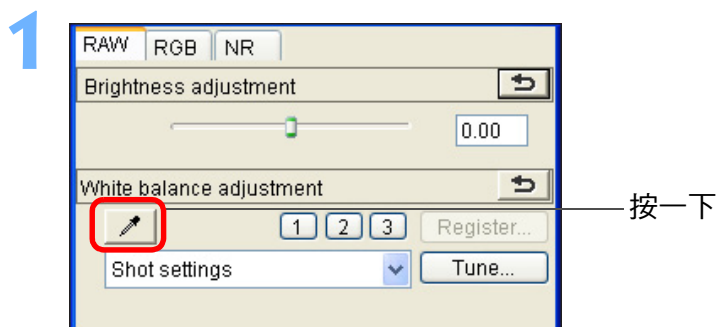 1
RAW RGB NR
Brightness adjustment
0.00
White balance adjustment
按一下
1 2 3 Register...
Shot settings Tune...